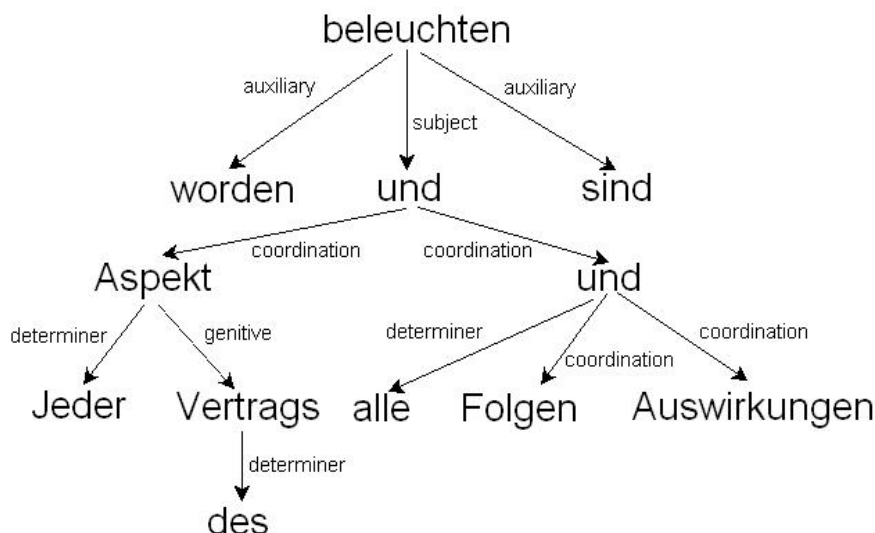 beleuchten
auxiliary
auxiliary
subject
worden und sind
coordination coordination
Aspekt und
determiner genitive determiner coordination
coordination
Jeder Vertrags alle Folgen Auswirkungen
determiner
des